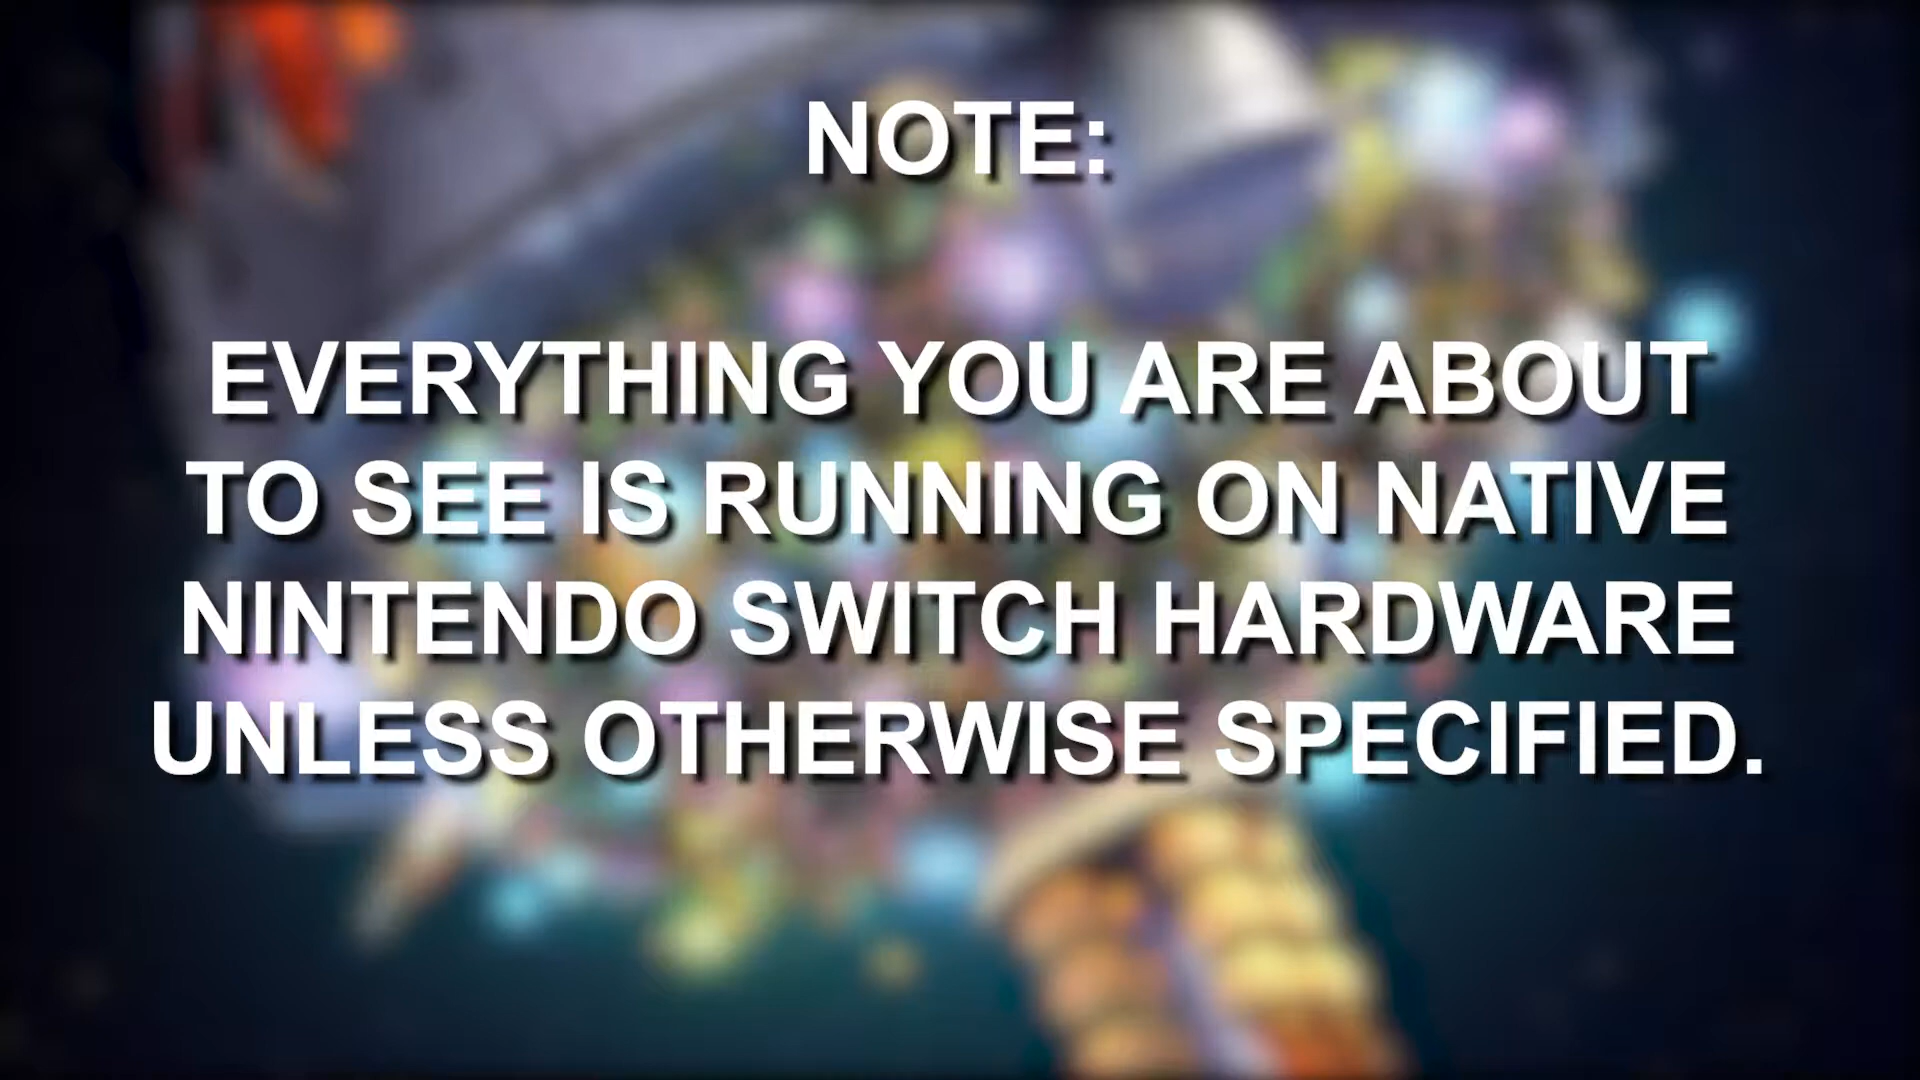 NOTE:
EVERYTHING YOU ARE ABOUT
TO SEE IS RUNNING ON NATIVE
NINTENDO SWITCH HARDWARE
UNLESS OTHERWISE SPECIFIED.